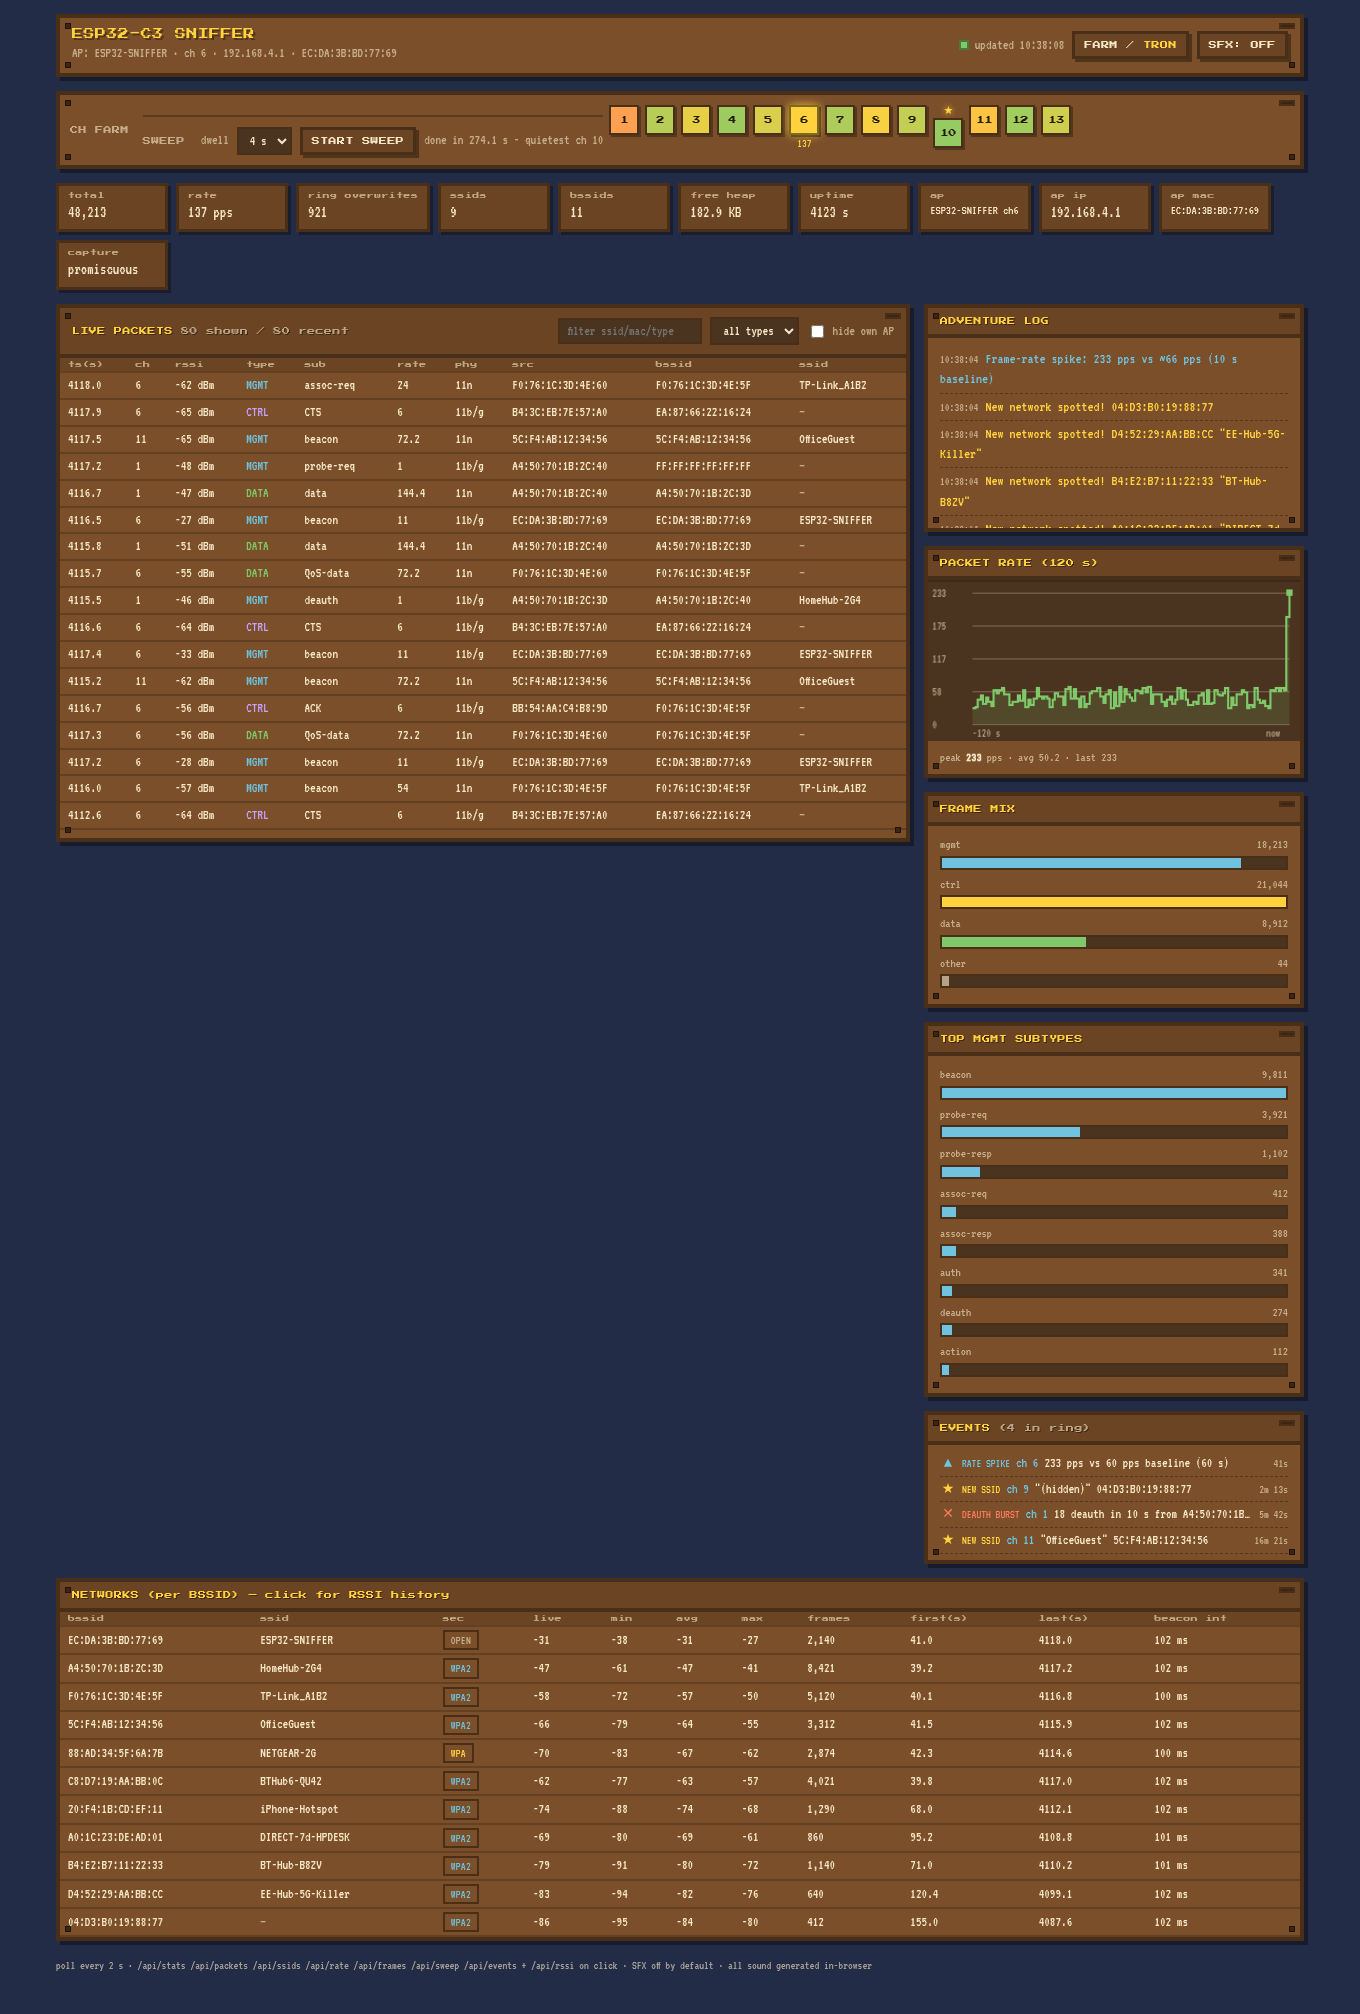 ESP32-C3 SNIFFER
AP: ESP32-SNIFFER · ch 6 · 192.168.4.1 · EC:DA:3B:BD:77:69
updated 10:38:08
FARM / TRON
SFX: OFF
CH FARM
SWEEP dwell 4 s START SWEEP done in 274.1 s - quietest ch 10
1 2 3 4 5 6 7 8 9 10 11 12 13
137
total
48,213
rate
137 pps
ring overwrites
921
ssids
9
bssids
11
free heap
182.9 KB
uptime
4123 s
ap
ESP32-SNIFFER ch6
ap ip
192.168.4.1
ap mac
EC:DA:3B:BD:77:69
capture
promiscuous
LIVE PACKETS 80 shown / 80 recent
filter ssid/mac/type
all types
hide own AP
ts(s) ch rssi type sub rate phy src bssid ssid
4118.0 6 -62 dBm MGMT assoc-req 24 11n F0:76:1C:3D:4E:60 F0:76:1C:3D:4E:5F TP-Link_A1B2
4117.9 6 -65 dBm CTRL CTS 6 11b/g B4:3C:EB:7E:57:A0 EA:87:66:22:16:24 -
4117.5 11 -65 dBm MGMT beacon 72.2 11n 5C:F4:AB:12:34:56 5C:F4:AB:12:34:56 OfficeGuest
4117.2 1 -48 dBm MGMT probe-req 1 11b/g A4:50:70:1B:2C:40 FF:FF:FF:FF:FF:FF -
4116.7 1 -47 dBm DATA data 144.4 11n A4:50:70:1B:2C:40 A4:50:70:1B:2C:3D -
4116.5 6 -27 dBm MGMT beacon 11 11b/g EC:DA:3B:BD:77:69 EC:DA:3B:BD:77:69 ESP32-SNIFFER
4115.8 1 -51 dBm DATA data 144.4 11n A4:50:70:1B:2C:40 A4:50:70:1B:2C:3D -
4115.7 6 -55 dBm DATA QoS-data 72.2 11n F0:76:1C:3D:4E:60 F0:76:1C:3D:4E:5F -
4115.5 1 -46 dBm MGMT deauth 1 11b/g A4:50:70:1B:2C:3D A4:50:70:1B:2C:40 HomeHub-2G4
4116.6 6 -64 dBm CTRL CTS 6 11b/g B4:3C:EB:7E:57:A0 EA:87:66:22:16:24 -
4117.4 6 -33 dBm MGMT beacon 11 11b/g EC:DA:3B:BD:77:69 EC:DA:3B:BD:77:69 ESP32-SNIFFER
4115.2 11 -62 dBm MGMT beacon 72.2 11n 5C:F4:AB:12:34:56 5C:F4:AB:12:34:56 OfficeGuest
4116.7 6 -56 dBm CTRL ACK 6 11b/g BB:54:AA:C4:B8:9D F0:76:1C:3D:4E:5F -
4117.3 6 -56 dBm DATA QoS-data 72.2 11n F0:76:1C:3D:4E:5F F0:76:1C:3D:4E:5F -
4117.2 6 -28 dBm MGMT beacon 11 11b/g EC:DA:3B:BD:77:69 EC:DA:3B:BD:77:69 ESP32-SNIFFER
4116.0 6 -57 dBm MGMT beacon 54 11n F0:76:1C:3D:4E:5F F0:76:1C:3D:4E:5F TP-Link_A1B2
4112.6 6 -64 dBm CTRL CTS 6 11b/g B4:3C:EB:7E:57:A0 EA:87:66:22:16:24 -
ADVENTURE LOG
10:38:04 Frame-rate spike: 233 pps vs ≈66 pps (10 s
baseline)
10:38:04 New network spotted! 04:D3:B0:19:88:77
10:38:04 New network spotted! D4:52:29:AA:BB:CC "EE-Hub-5G-
Killer"
10:38:04 New network spotted! B4:E2:B7:11:22:33 "BT-Hub-
B8ZV"
PACKET RATE (120 s)
233
175
117
58
0
-120 s now
peak 233 pps · avg 50.2 · last 233
FRAME MIX
mgmt 18,213
ctrl 21,044
data 8,912
other 44
TOP MGMT SUBTYPES
beacon 9,811
probe-req 3,921
probe-resp 1,102
assoc-req 412
assoc-resp 388
auth 341
deauth 274
action 112
EVENTS (4 in ring)
▲ RATE SPIKE ch 6 233 pps vs 60 pps baseline (60 s) 41s
★ NEW SSID ch 9 "(hidden)" 04:D3:B0:19:88:77 2m 13s
✕ DEAUTH BURST ch 1 18 deauth in 10 s from A4:50:70:1B… 5m 42s
★ NEW SSID ch 11 "OfficeGuest" 5C:F4:AB:12:34:56 16m 21s
NETWORKS (per BSSID) — click for RSSI history
bssid ssid sec live min avg max frames first(s) last(s) beacon int
EC:DA:3B:BD:77:69 ESP32-SNIFFER OPEN -31 -38 -31 -27 2,140 41.0 4118.0 102 ms
A4:50:70:1B:2C:3D HomeHub-2G4 WPA2 -47 -61 -47 -41 8,421 39.2 4117.2 102 ms
F0:76:1C:3D:4E:5F TP-Link_A1B2 WPA2 -58 -72 -57 -50 5,120 40.1 4116.8 100 ms
5C:F4:AB:12:34:56 OfficeGuest WPA2 -66 -79 -64 -55 3,312 41.5 4115.9 102 ms
88:AD:34:5F:6A:7B NETGEAR-2G WPA -70 -83 -67 -62 2,874 42.3 4114.6 100 ms
C8:D7:19:AA:BB:0C BTHub6-QU42 WPA2 -62 -77 -63 -57 4,021 39.8 4117.0 102 ms
20:F4:1B:CD:EF:11 iPhone-Hotspot WPA2 -74 -88 -74 -68 1,290 68.0 4112.1 102 ms
A0:1C:23:DE:AD:01 DIRECT-7d-HPDESK WPA2 -69 -80 -69 -61 860 95.2 4108.8 101 ms
B4:E2:B7:11:22:33 BT-Hub-B8ZV WPA2 -79 -91 -80 -72 1,140 71.0 4110.2 101 ms
D4:52:29:AA:BB:CC EE-Hub-5G-Killer WPA2 -83 -94 -82 -76 640 120.4 4099.1 102 ms
04:D3:B0:19:88:77 - WPA2 -86 -95 -84 -80 412 155.0 4087.6 102 ms
poll every 2 s · /api/stats /api/packets /api/ssids /api/rate /api/frames /api/sweep /api/events + /api/rssi on click · SFX off by default · all sound generated in-browser